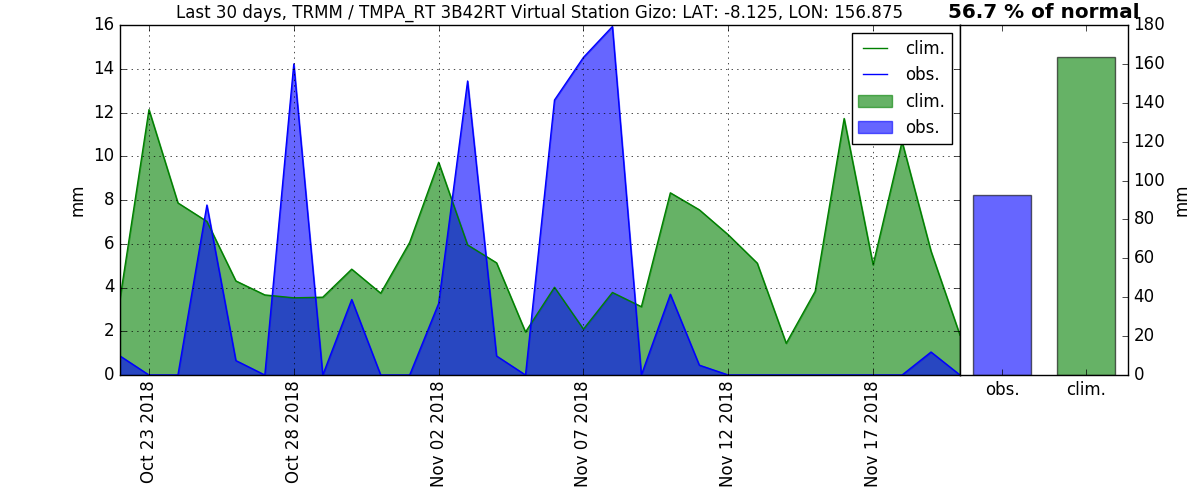 Last 30 days, TRMM / TMPA_RT 3B42RT Virtual Station Gizo: LAT: -8.125, LON: 156.875
56.7 % of normal
16
14
12
10
8
6
4
2
0
mm
clim.
obs.
clim.
obs.
Oct 23 2018
Oct 28 2018
Nov 02 2018
Nov 07 2018
Nov 12 2018
Nov 17 2018
180
160
140
120
100
80
60
40
20
0
mm
obs.
clim.